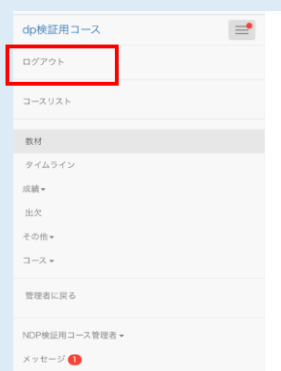 dp検証用コース
ログアウト
コースリスト
教材
タイムライン
成績▾
出欠
その他▾
コース▾
管理者に戻る
NDP検証用コース管理者▾
メッセージ 1